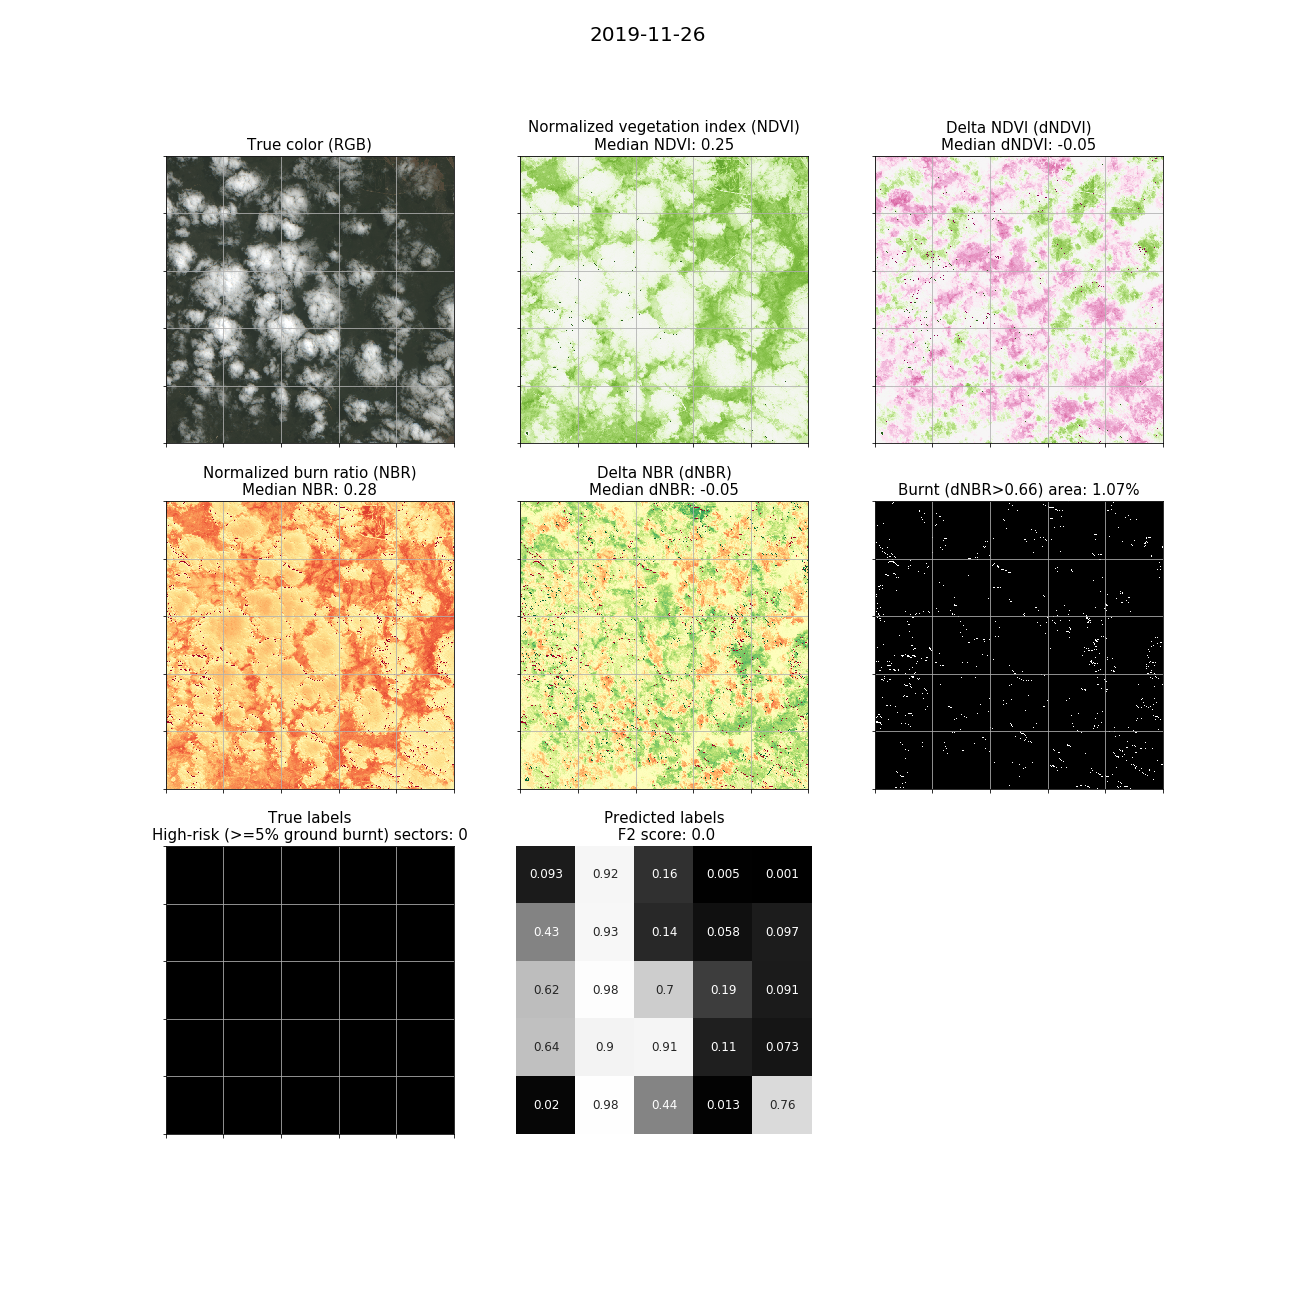 2019-11-26
True color (RGB)
Normalized vegetation index (NDVI)
Median NDVI: 0.25
Delta NDVI (dNDVI)
Median dNDVI: -0.05
Normalized burn ratio (NBR)
Median NBR: 0.28
Delta NBR (dNBR)
Median dNBR: -0.05
Burnt (dNBR>0.66) area: 1.07%
True labels
High-risk (>=5% ground burnt) sectors: 0
Predicted labels
F2 score: 0.0
0.093 0.92 0.16 0.005 0.001
0.43 0.93 0.14 0.058 0.097
0.62 0.98 0.7 0.19 0.091
0.64 0.9 0.91 0.11 0.073
0.02 0.98 0.44 0.013 0.76